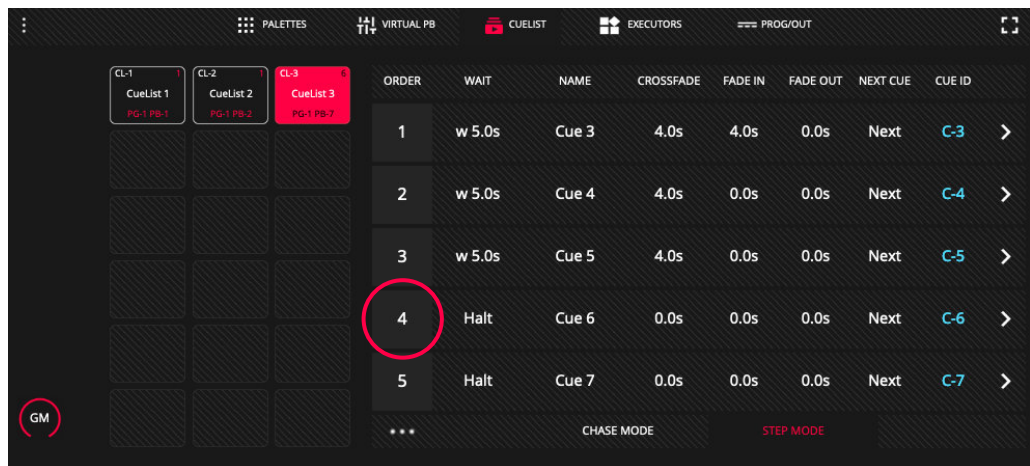 PALETTES VIRTUAL PB CUELIST EXECUTORS PROG/OUT
CL-1 1 CL-2 1 CL-3 6
CueList 1 CueList 2 CueList 3
PG-1 PB-1 PG-1 PB-2 PG-1 PB-7
ORDER WAIT NAME CROSSFADE FADE IN FADE OUT NEXT CUE CUE ID
1 w 5.0s Cue 3 4.0s 4.0s 0.0s Next C-3
2 w 5.0s Cue 4 4.0s 0.0s 0.0s Next C-4
3 w 5.0s Cue 5 4.0s 0.0s 0.0s Next C-5
4 Halt Cue 6 0.0s 0.0s 0.0s Next C-6
5 Halt Cue 7 0.0s 0.0s 0.0s Next C-7
GM
CHASE MODE STEP MODE